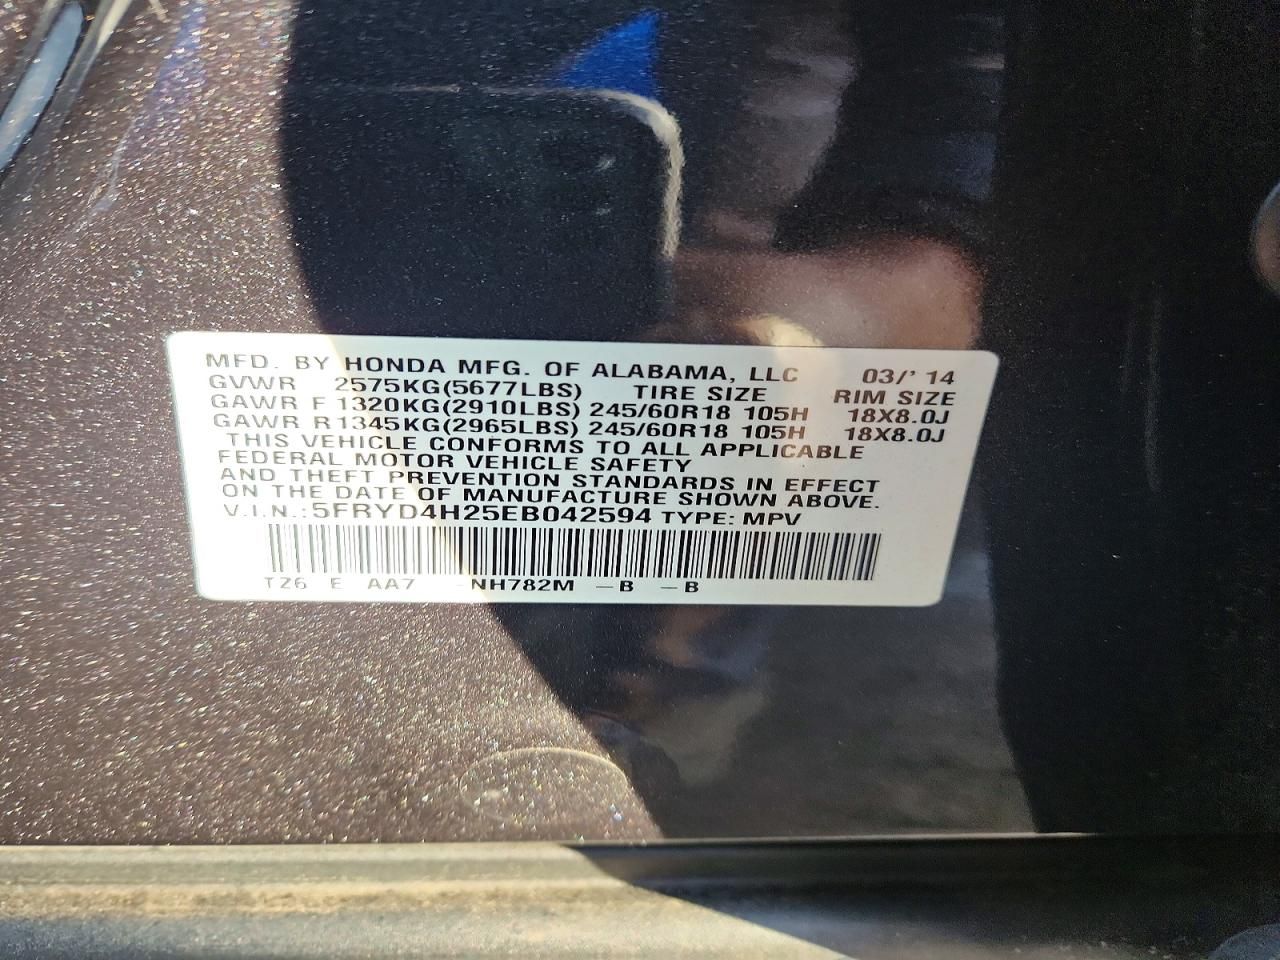 MFD. BY HONDA MFG. OF ALABAMA, LLC 03/' 14
GVWR 2575KG(5677LBS) TIRE SIZE RIM SIZE
GAWR F 1320KG(2910LBS) 245/60R18 105H 18X8.0J
GAWR R1345KG(2965LBS) 245/60R18 105H 18X8.0J
THIS VEHICLE CONFORMS TO ALL APPLICABLE
FEDERAL MOTOR VEHICLE SAFETY
AND THEFT PREVENTION STANDARDS IN EFFECT
ON THE DATE OF MANUFACTURE SHOWN ABOVE.
V.I.N.:5FRYD4H25EB042594 TYPE: MPV
TZ6 E AA7 -NH782M -B -B